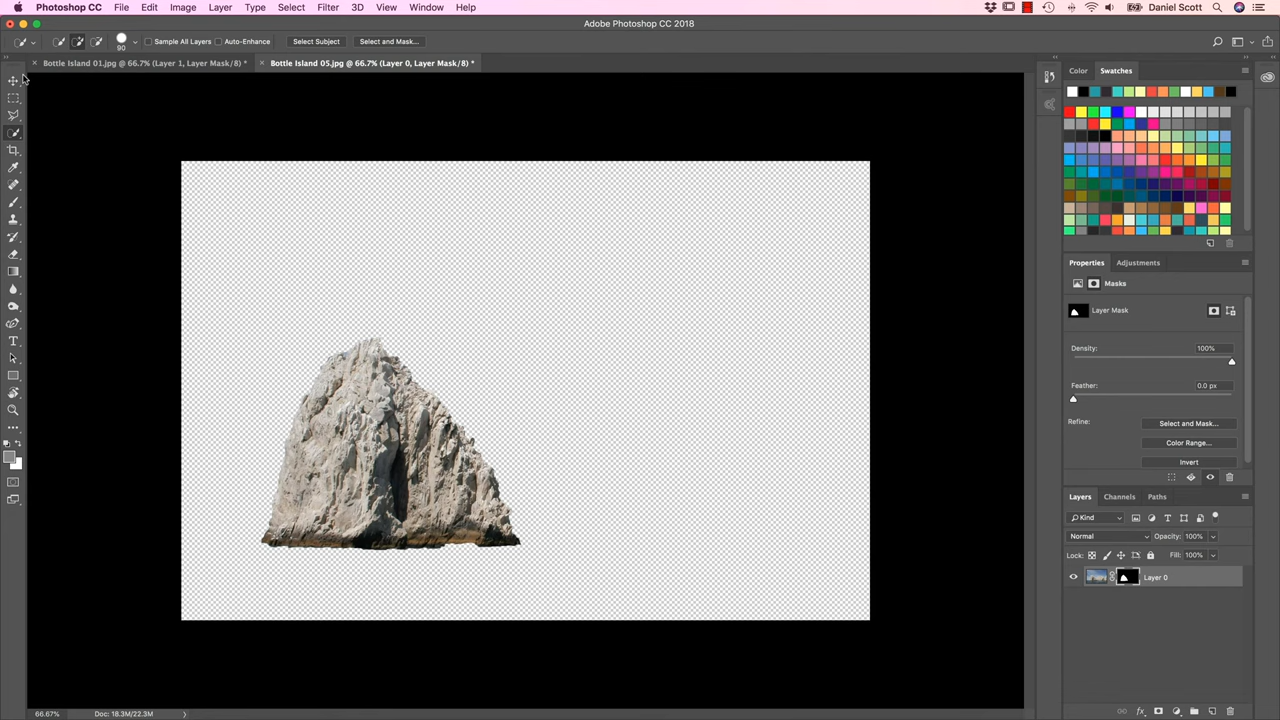 Photoshop CC File Edit Image Layer Type Select Filter 3D View Window Help Daniel Scott
Adobe Photoshop CC 2018
90 Sample All Layers Auto-Enhance Select Subject Select and Mask...
Bottle Island 01.jpg @ 66.7% (Layer 1, Layer Mask/8) * Bottle Island 05.jpg @ 66.7% (Layer 0, Layer Mask/8) *
Color Swatches
Properties Adjustments
Masks
Layer Mask
Density: 100%
Feather: 0.0 px
Refine: Select and Mask...
Color Range...
Invert
Layers Channels Paths
Kind
Normal Opacity: 100%
Lock: Fill: 100%
Layer 0
66.67% Doc: 18.3M/22.3M